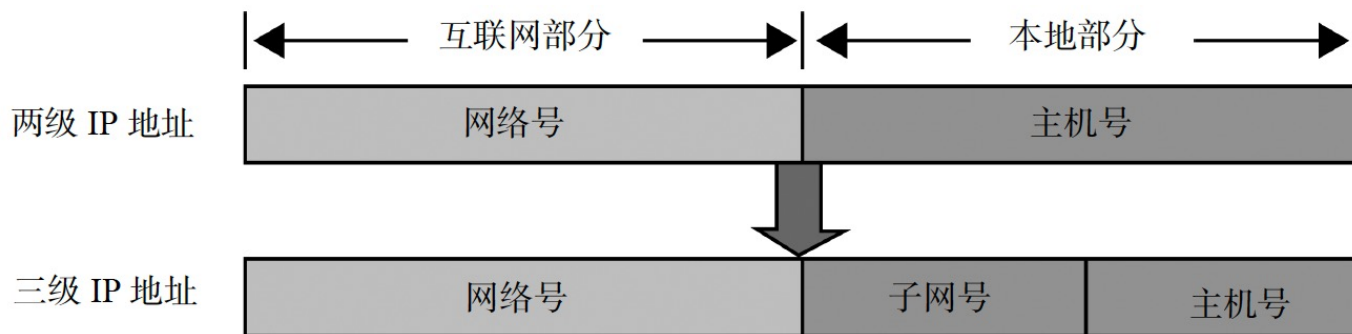 互联网部分 本地部分
两级 IP 地址 网络号 主机号
三级 IP 地址 网络号 子网号 主机号